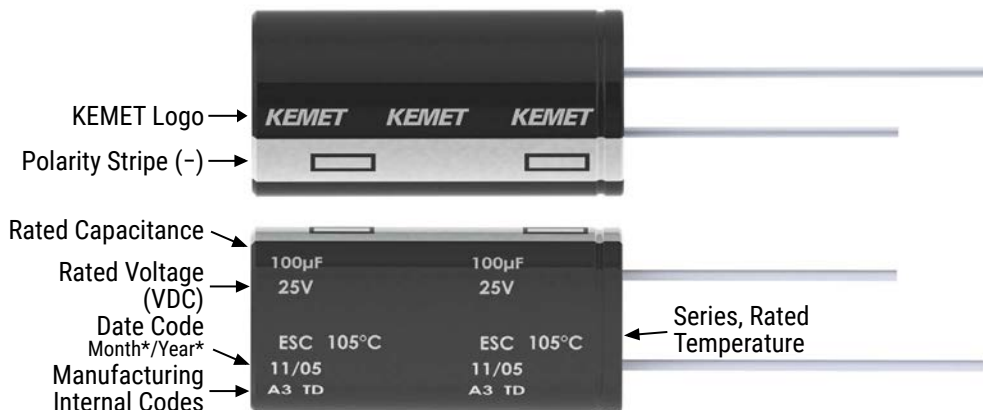 KEMET Logo
KEMET KEMET KEMET
Polarity Stripe (–)
Rated Capacitance
100µF 100µF
Rated Voltage
(VDC)
25V 25V
Date Code
Month*/Year*
ESC 105°C ESC 105°C
Series, Rated
Temperature
11/05 11/05
Manufacturing
Internal Codes
A3 TD A3 TD